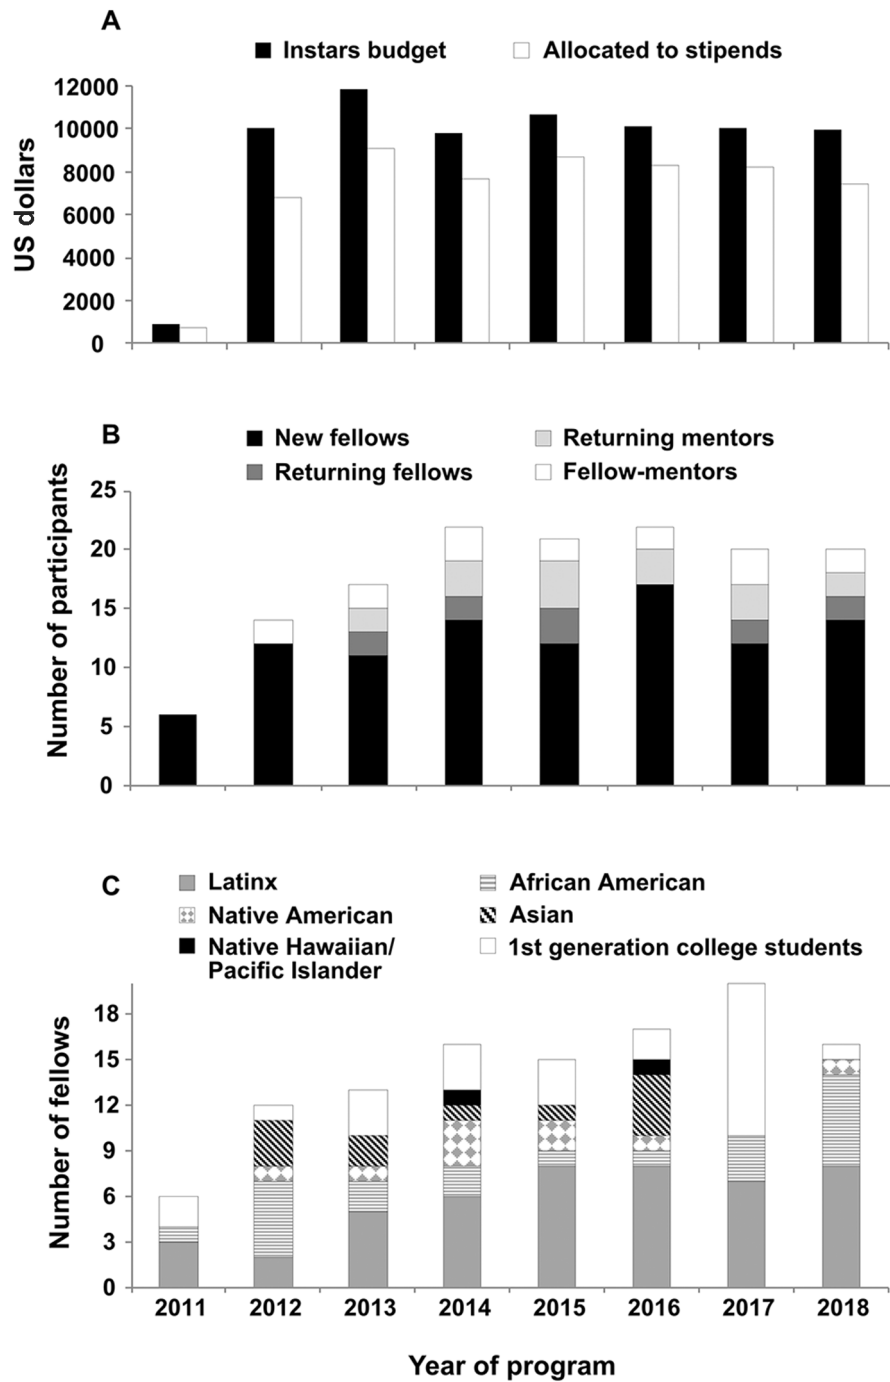 A
Instars budget Allocated to stipends
12000
10000
8000
6000
4000
2000
0
US dollars
B
New fellows Returning mentors
Returning fellows Fellow-mentors
25
20
15
10
5
0
Number of participants
C
Latinx African American
Native American Asian
Native Hawaiian/ 1st generation college students
Pacific Islander
18
15
12
9
6
3
0
Number of fellows
2011 2012 2013 2014 2015 2016 2017 2018
Year of program